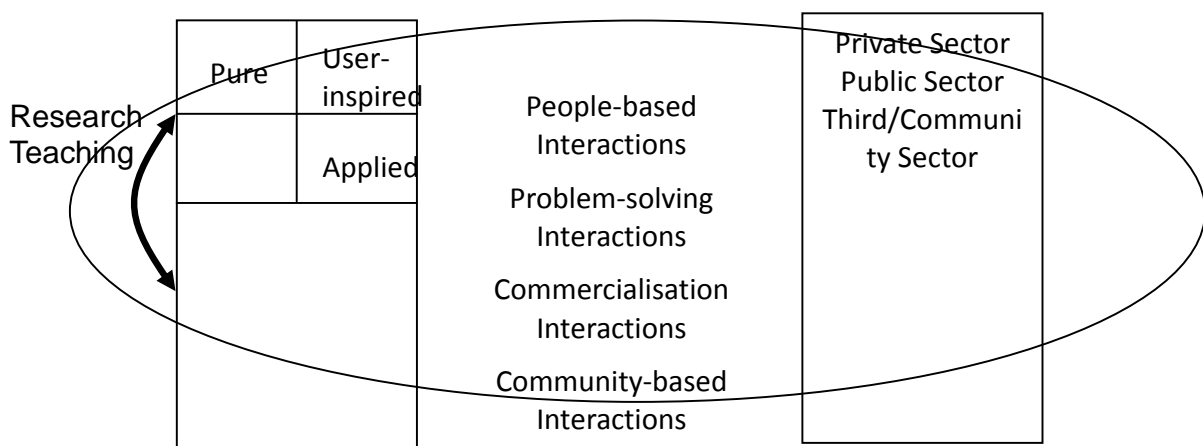 Research
Teaching
Pure
User-
inspired
Applied
People-based
Interactions
Problem-solving
Interactions
Commercialisation
Interactions
Community-based
Interactions
Private Sector
Public Sector
Third/Communi
ty Sector